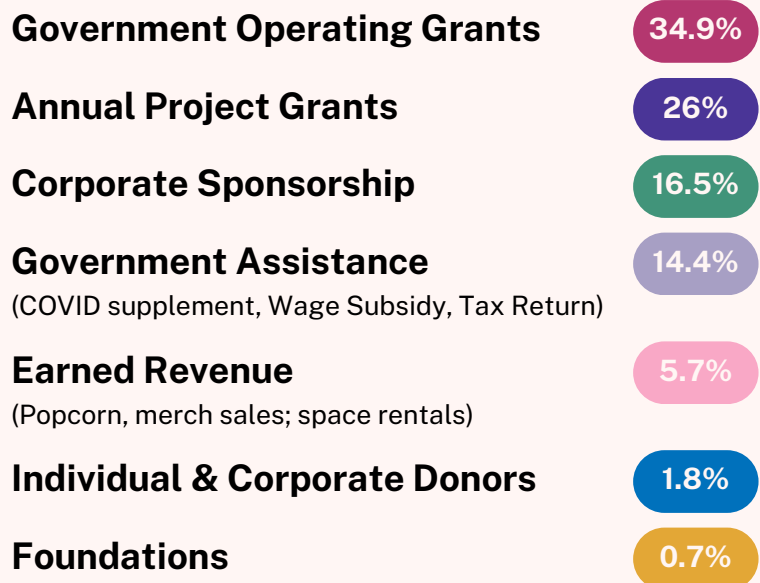 Government Operating Grants 34.9%
Annual Project Grants 26%
Corporate Sponsorship 16.5%
Government Assistance 14.4%
(COVID supplement, Wage Subsidy, Tax Return)
Earned Revenue 5.7%
(Popcorn, merch sales; space rentals)
Individual & Corporate Donors 1.8%
Foundations 0.7%